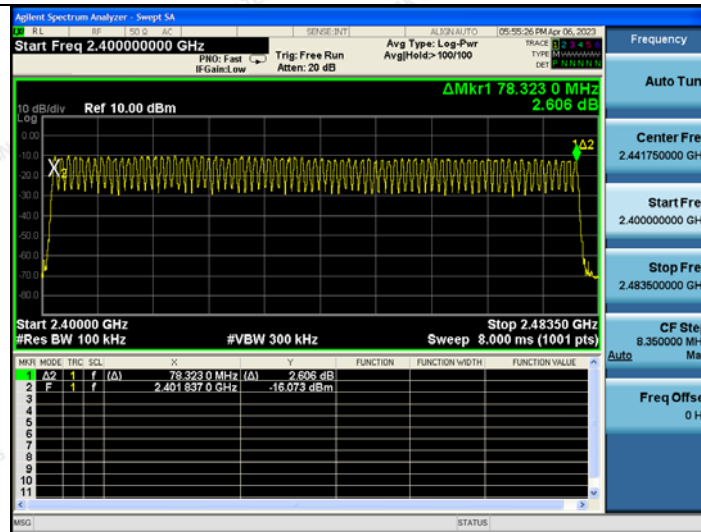 Agilent Spectrum Analyzer - Swept SA
RL RF 50 Ω AC SENSE:INT ALIGN AUTO 05:55:26 PM Apr 06, 2023
Start Freq 2.400000000 GHz
PNO: Fast
IFGain:Low
Trig: Free Run
Atten: 20 dB
Avg Type: Log-Pwr
Avg|Hold:>100/100
TRACE 1 2 3 4 5 6
TYPE M
DET P N N N N N
ΔMkr1 78.323 0 MHz
2.606 dB
10 dB/div Ref 10.00 dBm
Log
0.00
-10.0
-20.0
-30.0
-40.0
-50.0
-60.0
-70.0
-80.0
X2
1Δ2
Start 2.40000 GHz Stop 2.48350 GHz
#Res BW 100 kHz #VBW 300 kHz Sweep 8.000 ms (1001 pts)
MKR MODE TRC SCL X Y FUNCTION FUNCTION WIDTH FUNCTION VALUE
1 Δ2 1 f (Δ) 78.323 0 MHz (Δ) 2.606 dB
2 F 1 f 2.401 837 0 GHz -16.073 dBm
3
4
5
6
7
8
9
10
11
MSG STATUS
Frequency
Auto Tun
Center Fre
2.441750000 GH
Start Fre
2.400000000 GH
Stop Fre
2.483500000 GH
CF Ste
8.350000 MH
Auto Ma
Freq Offse
0 H